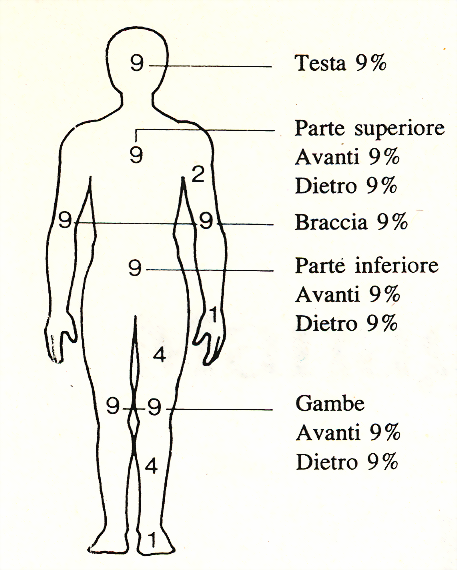 9 Testa 9%
Parte superiore
9 Avanti 9%
2 Dietro 9%
9 9 Braccia 9%
9 Parte inferiore
Avanti 9%
1 Dietro 9%
4
9 9 Gambe
Avanti 9%
4 Dietro 9%
1